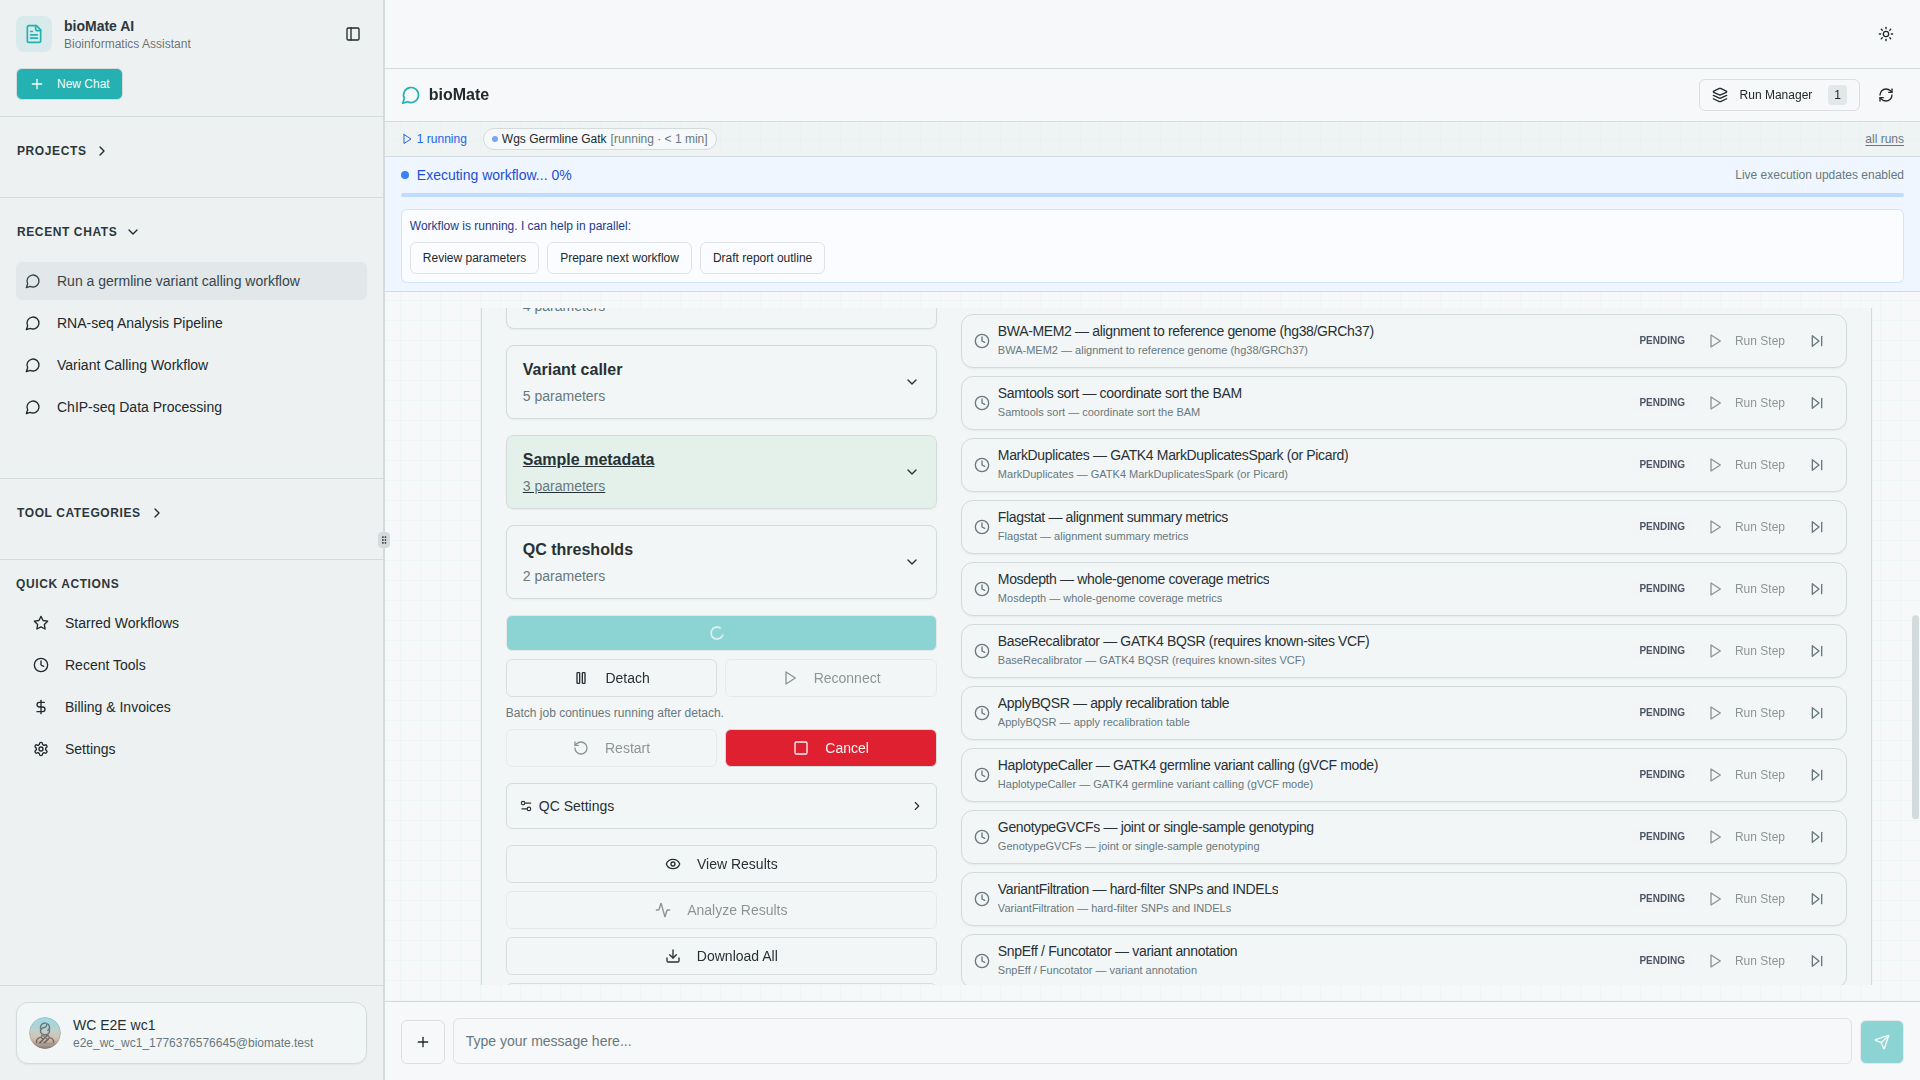 bioMate AI
Bioinformatics Assistant
New Chat
PROJECTS
RECENT CHATS
Run a germline variant calling workflow
RNA-seq Analysis Pipeline
Variant Calling Workflow
ChIP-seq Data Processing
TOOL CATEGORIES
QUICK ACTIONS
Starred Workflows
Recent Tools
Billing & Invoices
Settings
WC E2E wc1
e2e_wc_wc1_1776376576645@biomate.test
bioMate
Run Manager 1
1 running
Wgs Germline Gatk [running · < 1 min]
all runs
Executing workflow... 0%
Live execution updates enabled
Workflow is running. I can help in parallel:
Review parameters
Prepare next workflow
Draft report outline
4 parameters
Variant caller
5 parameters
Sample metadata
3 parameters
QC thresholds
2 parameters
Detach
Reconnect
Batch job continues running after detach.
Restart
Cancel
QC Settings
View Results
Analyze Results
Download All
BWA-MEM2 — alignment to reference genome (hg38/GRCh37)
BWA-MEM2 — alignment to reference genome (hg38/GRCh37)
PENDING
Run Step
Samtools sort — coordinate sort the BAM
Samtools sort — coordinate sort the BAM
PENDING
Run Step
MarkDuplicates — GATK4 MarkDuplicatesSpark (or Picard)
MarkDuplicates — GATK4 MarkDuplicatesSpark (or Picard)
PENDING
Run Step
Flagstat — alignment summary metrics
Flagstat — alignment summary metrics
PENDING
Run Step
Mosdepth — whole-genome coverage metrics
Mosdepth — whole-genome coverage metrics
PENDING
Run Step
BaseRecalibrator — GATK4 BQSR (requires known-sites VCF)
BaseRecalibrator — GATK4 BQSR (requires known-sites VCF)
PENDING
Run Step
ApplyBQSR — apply recalibration table
ApplyBQSR — apply recalibration table
PENDING
Run Step
HaplotypeCaller — GATK4 germline variant calling (gVCF mode)
HaplotypeCaller — GATK4 germline variant calling (gVCF mode)
PENDING
Run Step
GenotypeGVCFs — joint or single-sample genotyping
GenotypeGVCFs — joint or single-sample genotyping
PENDING
Run Step
VariantFiltration — hard-filter SNPs and INDELs
VariantFiltration — hard-filter SNPs and INDELs
PENDING
Run Step
SnpEff / Funcotator — variant annotation
SnpEff / Funcotator — variant annotation
PENDING
Run Step
Type your message here...